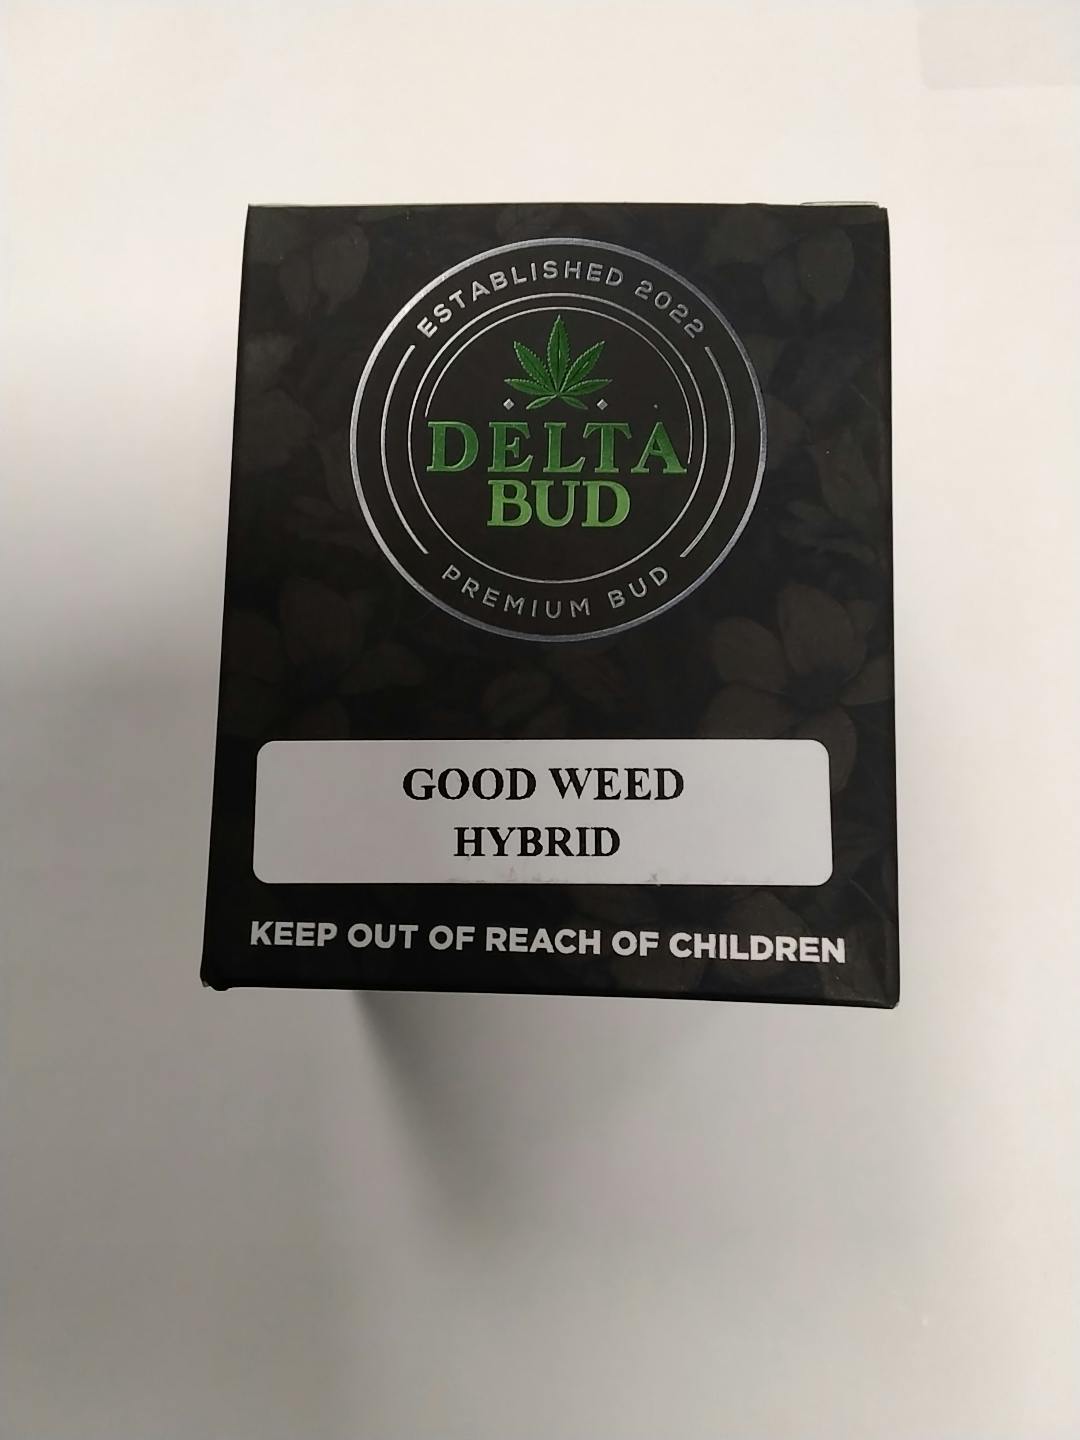 ESTABLISHED 2022
DELTA
BUD
PREMIUM BUD
GOOD WEED
HYBRID
KEEP OUT OF REACH OF CHILDREN